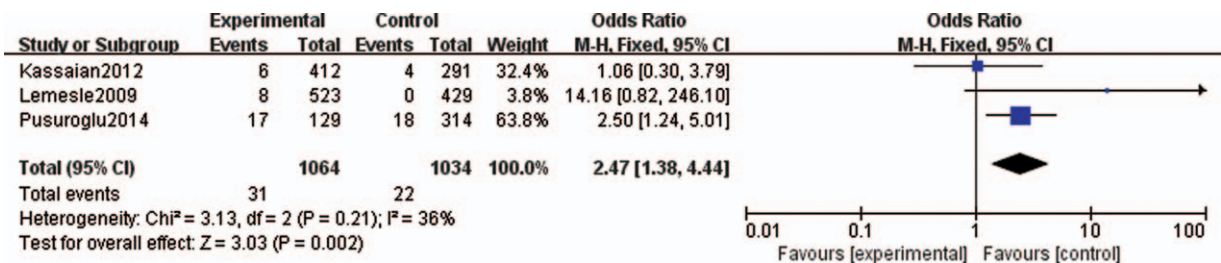 Experimental Control Odds Ratio Odds Ratio
Study or Subgroup Events Total Events Total Weight M-H, Fixed, 95% CI M-H, Fixed, 95% CI
Kassaian2012 6 412 4 291 32.4% 1.06 [0.30, 3.79]
Lemesle2009 8 523 0 429 3.8% 14.16 [0.82, 246.10]
Pusuroglu2014 17 129 18 314 63.8% 2.50 [1.24, 5.01]
Total (95% CI) 1064 1034 100.0% 2.47 [1.38, 4.44]
Total events 31 22
Heterogeneity: Chi² = 3.13, df = 2 (P = 0.21); I² = 36%
Test for overall effect: Z = 3.03 (P = 0.002)
0.01 0.1 1 10 100
Favours [experimental] Favours [control]